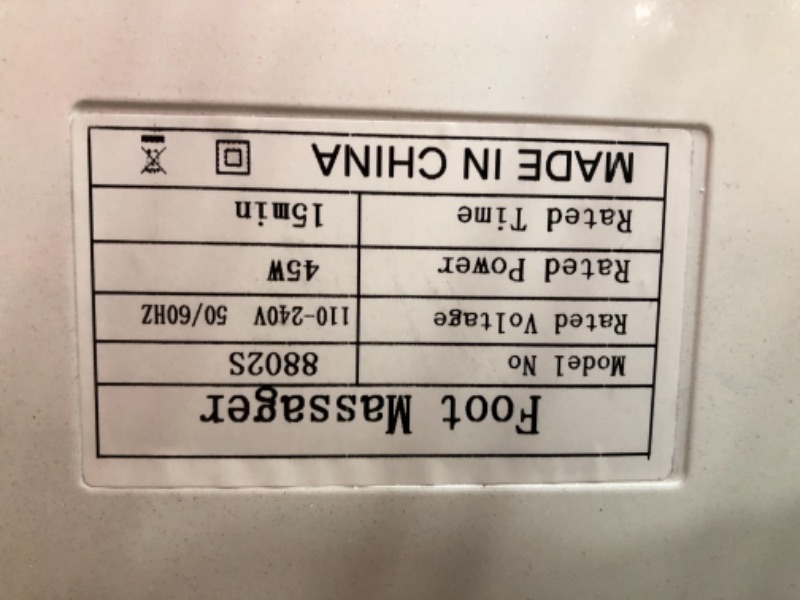 Foot Massager
Model No 8802S
Rated Voltage 110-240V 50/60HZ
Rated Power 45W
Rated Time 15min
MADE IN CHINA